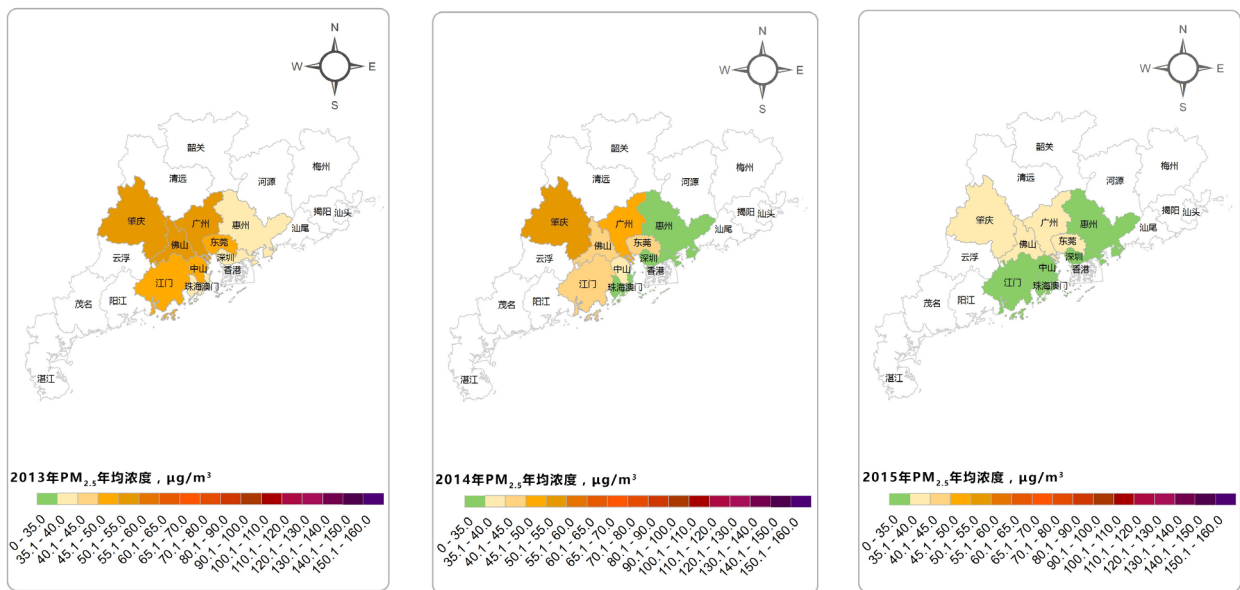 N
W E
S
韶关
梅州
清远
河源
揭阳 汕头
肇庆
广州
惠州
汕尾
佛山
东莞
云浮
深圳
中山
香港
江门
珠海澳门
茂名
阳江
湛江
2013年PM2.5年均浓度，μg/m³
0 - 35.0
35.1 - 40.0
40.1 - 45.0
45.1 - 50.0
50.1 - 55.0
55.1 - 60.0
60.1 - 65.0
65.1 - 70.0
70.1 - 80.0
80.1 - 90.0
90.1 - 100.0
100.1 - 110.0
110.1 - 120.0
120.1 - 130.0
130.1 - 140.0
140.1 - 150.0
150.1 - 160.0
N
W E
S
韶关
梅州
清远
河源
揭阳 汕头
肇庆
广州
惠州
汕尾
佛山
东莞
云浮
深圳
中山
香港
江门
珠海澳门
茂名
阳江
湛江
2014年PM2.5年均浓度，μg/m³
0 - 35.0
35.1 - 40.0
40.1 - 45.0
45.1 - 50.0
50.1 - 55.0
55.1 - 60.0
60.1 - 65.0
65.1 - 70.0
70.1 - 80.0
80.1 - 90.0
90.1 - 100.0
100.1 - 110.0
110.1 - 120.0
120.1 - 130.0
130.1 - 140.0
140.1 - 150.0
150.1 - 160.0
N
W E
S
韶关
梅州
清远
河源
揭阳 汕头
肇庆
广州
惠州
汕尾
佛山
东莞
云浮
深圳
中山
香港
江门
珠海澳门
茂名
阳江
湛江
2015年PM2.5年均浓度，μg/m³
0 - 35.0
35.1 - 40.0
40.1 - 45.0
45.1 - 50.0
50.1 - 55.0
55.1 - 60.0
60.1 - 65.0
65.1 - 70.0
70.1 - 80.0
80.1 - 90.0
90.1 - 100.0
100.1 - 110.0
110.1 - 120.0
120.1 - 130.0
130.1 - 140.0
140.1 - 150.0
150.1 - 160.0